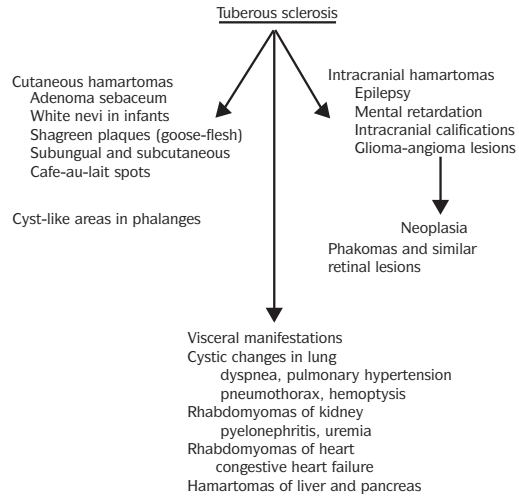 Tuberous sclerosis
Cutaneous hamartomas
Adenoma sebaceum
White nevi in infants
Shagreen plaques (goose-flesh)
Subungual and subcutaneous
Cafe-au-lait spots
Cyst-like areas in phalanges
Intracranial hamartomas
Epilepsy
Mental retardation
Intracranial califications
Glioma-angioma lesions
Neoplasia
Phakomas and similar
retinal lesions
Visceral manifestations
Cystic changes in lung
dyspnea, pulmonary hypertension
pneumothorax, hemoptysis
Rhabdomyomas of kidney
pyelonephritis, uremia
Rhabdomyomas of heart
congestive heart failure
Hamartomas of liver and pancreas